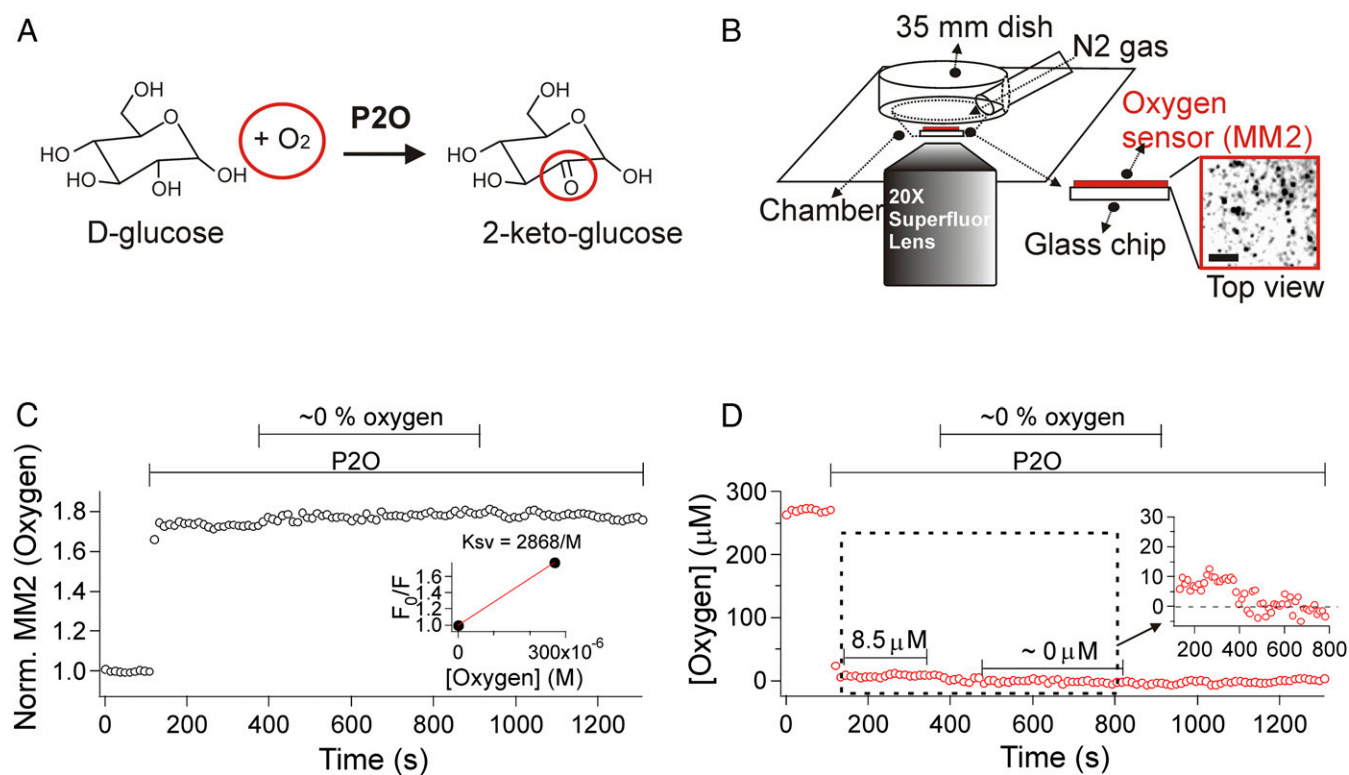 A
OH
O
HO
HO
OH
OH
D-glucose
+ O2
P2O
OH
O
HO
HO
O
OH
2-keto-glucose
B
35 mm dish
N2 gas
Oxygen
sensor (MM2)
Chamber
20X
Superfluor
Lens
Glass chip
Top view
C
~0 % oxygen
P2O
Norm. MM2 (Oxygen)
1.8
1.6
1.4
1.2
1.0
Ksv = 2868/M
F0/F
1.6
1.4
1.2
1.0
0
300x10-6
[Oxygen] (M)
0 200 400 600 800 1000 1200
Time (s)
D
~0 % oxygen
P2O
[Oxygen] (μM)
300
200
100
0
8.5 μM
~ 0 μM
30
20
10
0
200 400 600 800
0 200 400 600 800 1000 1200
Time (s)